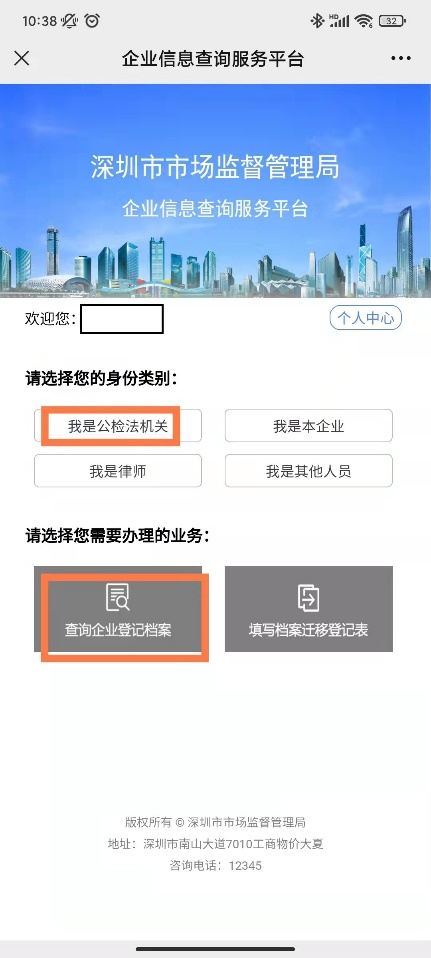 10:38
HD
32
企业信息查询服务平台
深圳市市场监督管理局
企业信息查询服务平台
欢迎您：
个人中心
请选择您的身份类别：
我是公检法机关
我是本企业
我是律师
我是其他人员
请选择您需要办理的业务：
查询企业登记档案
填写档案迁移登记表
版权所有 © 深圳市市场监督管理局
地址：深圳市南山大道7010工商物价大夏
咨询电话：12345